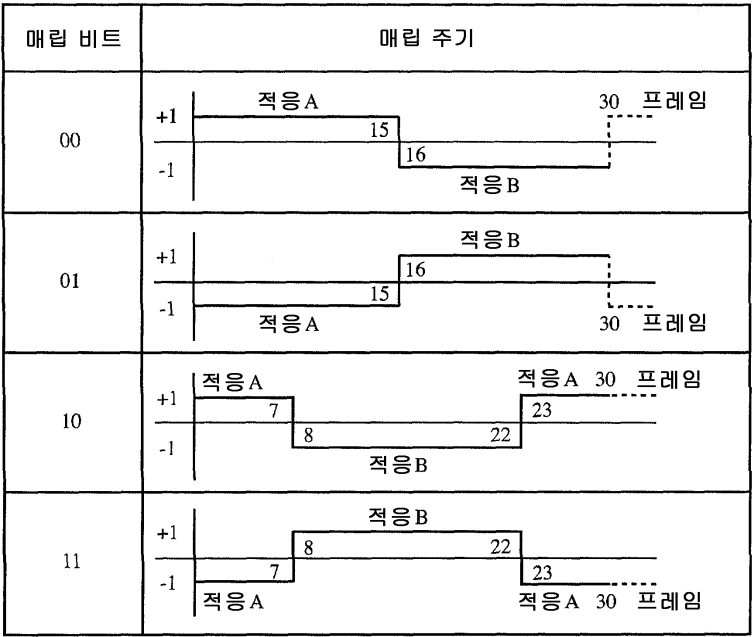 매립 비트 매립 주기
00
+1 적응A 30 프레임
15
16
-1 적응B
01
적응B
+1 16
15
-1 적응A 30 프레임
10
적응A 적응A 30 프레임
+1 7 23
8 22
-1 적응B
11
적응B
+1 8 22
7 23
-1 적응A 적응A 30 프레임